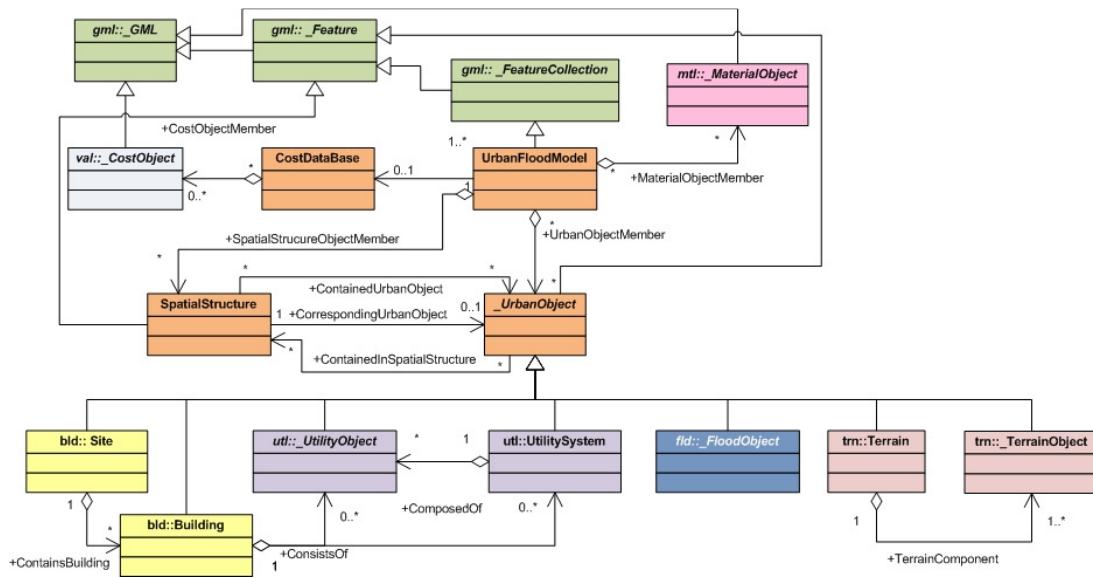 gml::_GML
gml:: _Feature
gml:: _FeatureCollection
mtl::_MaterialObject
+CostObjectMember
1..*
*
val::_CostObject
CostDataBase
UrbanFloodModel
*
0..1
0..*
1
*
+MaterialObjectMember
*
+SpatialStrucureObjectMember
+UrbanObjectMember
*
*
*
*
+ContainedUrbanObject
SpatialStructure
_UrbanObject
1
+CorrespondingUrbanObject
0..1
*
+ContainedInSpatialStructure
*
bld:: Site
utl::_UtilityObject
*
1
utl::UtilitySystem
fld::_FloodObject
trn::Terrain
trn::_TerrainObject
1
0..*
+ComposedOf
0..*
1
1..*
*
bld::Building
+ContainsBuilding
1
+ConsistsOf
+TerrainComponent